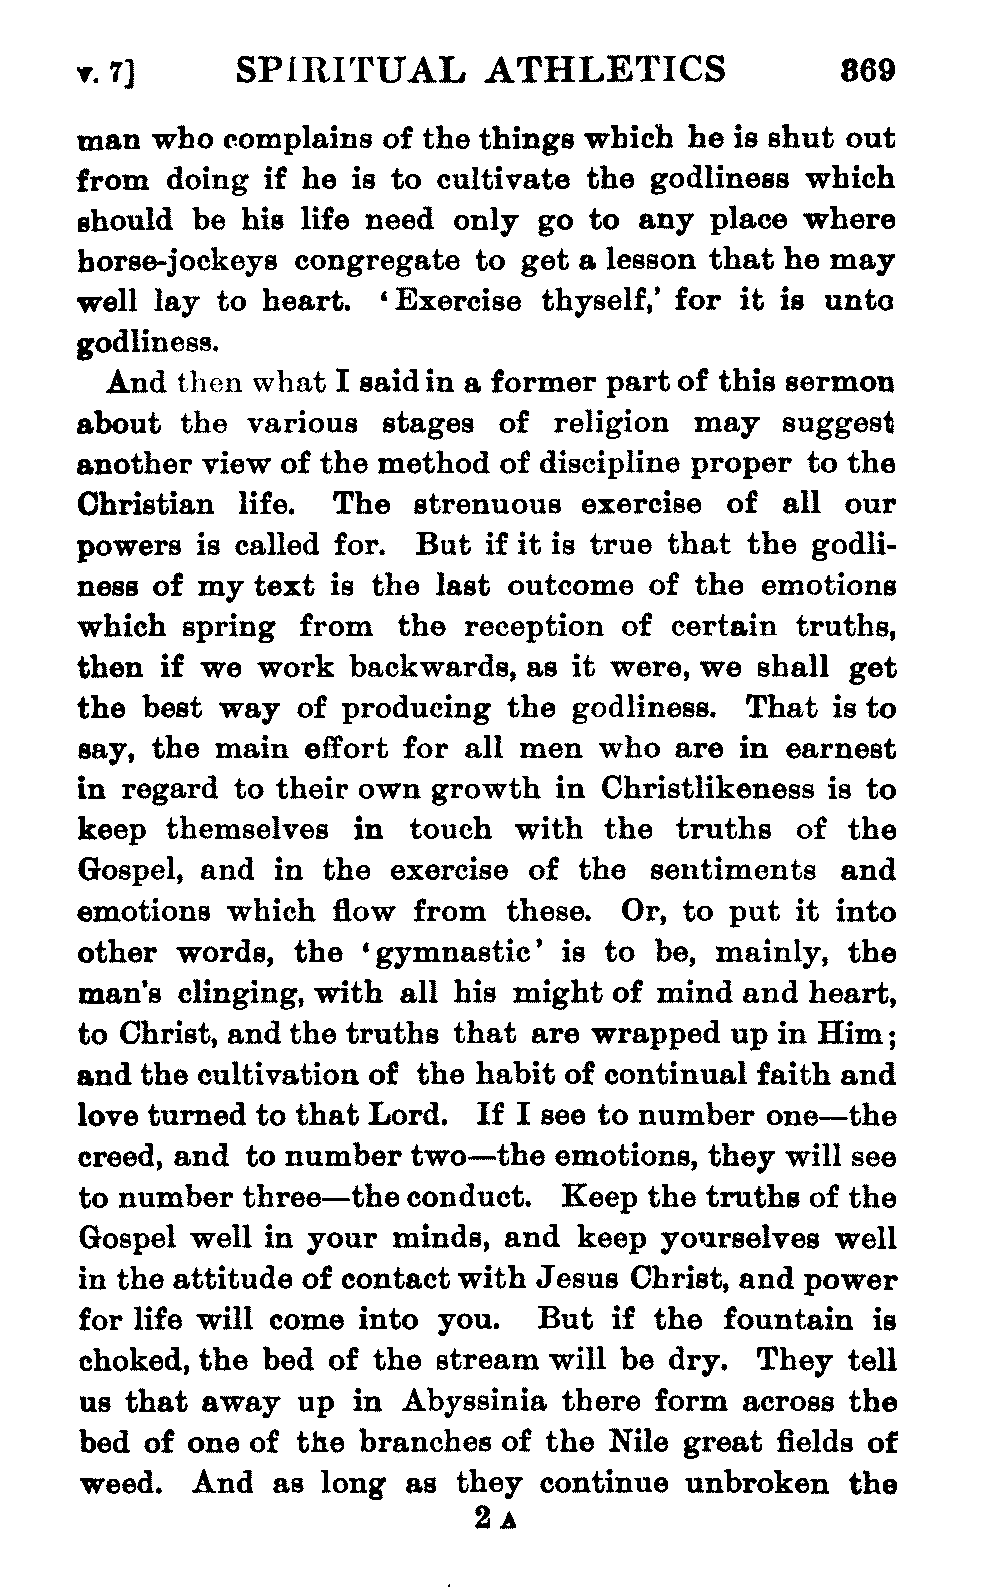 v. 7] SPIRITUAL ATHLETICS 369
man who complains of the things which he is shut out
from doing if he is to cultivate the godliness which
should be his life need only go to any place where
horse-jockeys congregate to get a lesson that he may
well lay to heart. ‘Exercise thyself,’ for it is unto
godliness.
And then what I said in a former part of this sermon
about the various stages of religion may suggest
another view of the method of discipline proper to the
Christian life. The strenuous exercise of all our
powers is called for. But if it is true that the godli-
ness of my text is the last outcome of the emotions
which spring from the reception of certain truths,
then if we work backwards, as it were, we shall get
the best way of producing the godliness. That is to
say, the main effort for all men who are in earnest
in regard to their own growth in Christlikeness is to
keep themselves in touch with the truths of the
Gospel, and in the exercise of the sentiments and
emotions which flow from these. Or, to put it into
other words, the ‘gymnastic’ is to be, mainly, the
man's clinging, with all his might of mind and heart,
to Christ, and the truths that are wrapped up in Him;
and the cultivation of the habit of continual faith and
love turned to that Lord. If I see to number one—the
creed, and to number two—the emotions, they will see
to number three—the conduct. Keep the truths of the
Gospel well in your minds, and keep yourselves well
in the attitude of contact with Jesus Christ, and power
for life will come into you. But if the fountain is
choked, the bed of the stream will be dry. They tell
us that away up in Abyssinia there form across the
bed of one of the branches of the Nile great fields of
weed. And as long as they continue unbroken the
2 A